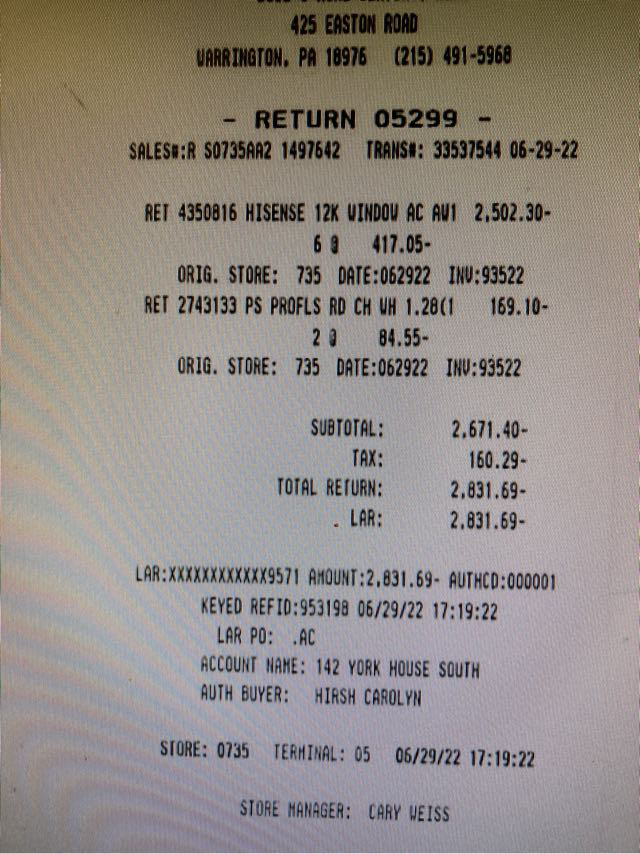 425 EASTON ROAD
WARRINGTON, PA 18976 (215) 491-5968
- RETURN 05299 -
SALES#:R S0735AA2 1497642 TRANS#: 33537544 06-29-22
RET 4350816 HISENSE 12K WINDOW AC AW1 2,502.30-
6 @ 417.05-
ORIG. STORE: 735 DATE:062922 INV:93522
RET 2743133 PS PROFLS RD CH WH 1.28(1 169.10-
2 @ 84.55-
ORIG. STORE: 735 DATE:062922 INV:93522
SUBTOTAL: 2,671.40-
TAX: 160.29-
TOTAL RETURN: 2,831.69-
. LAR: 2,831.69-
LAR:XXXXXXXXXXXX9571 AMOUNT:2,831.69- AUTHCD:000001
KEYED REFID:953198 06/29/22 17:19:22
LAR PO: .AC
ACCOUNT NAME: 142 YORK HOUSE SOUTH
AUTH BUYER: HIRSH CAROLYN
STORE: 0735 TERMINAL: 05 06/29/22 17:19:22
STORE MANAGER: CARY WEISS